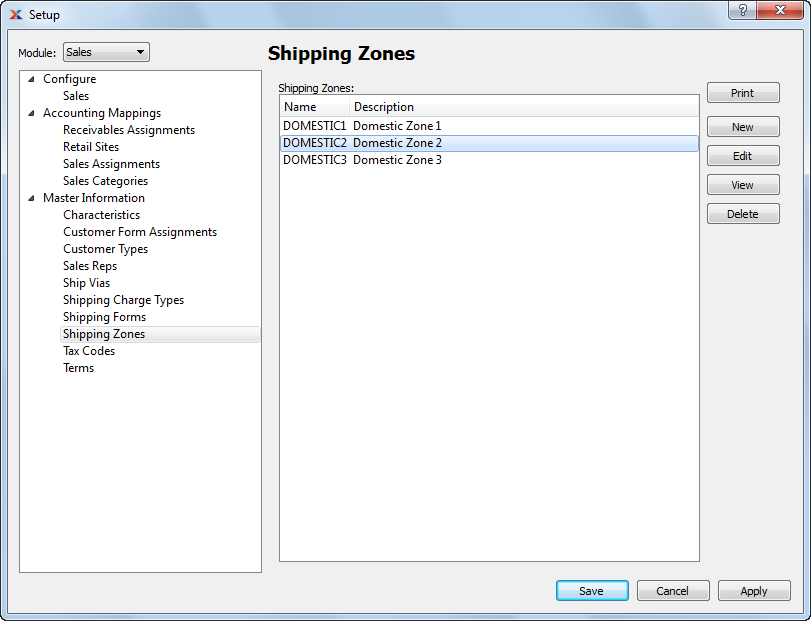 Setup
Module: Sales
Shipping Zones
Configure
Sales
Accounting Mappings
Receivables Assignments
Retail Sites
Sales Assignments
Sales Categories
Master Information
Characteristics
Customer Form Assignments
Customer Types
Sales Reps
Ship Vias
Shipping Charge Types
Shipping Forms
Shipping Zones
Tax Codes
Terms
Shipping Zones:
Name Description
DOMESTIC1 Domestic Zone 1
DOMESTIC2 Domestic Zone 2
DOMESTIC3 Domestic Zone 3
Print
New
Edit
View
Delete
Save Cancel Apply